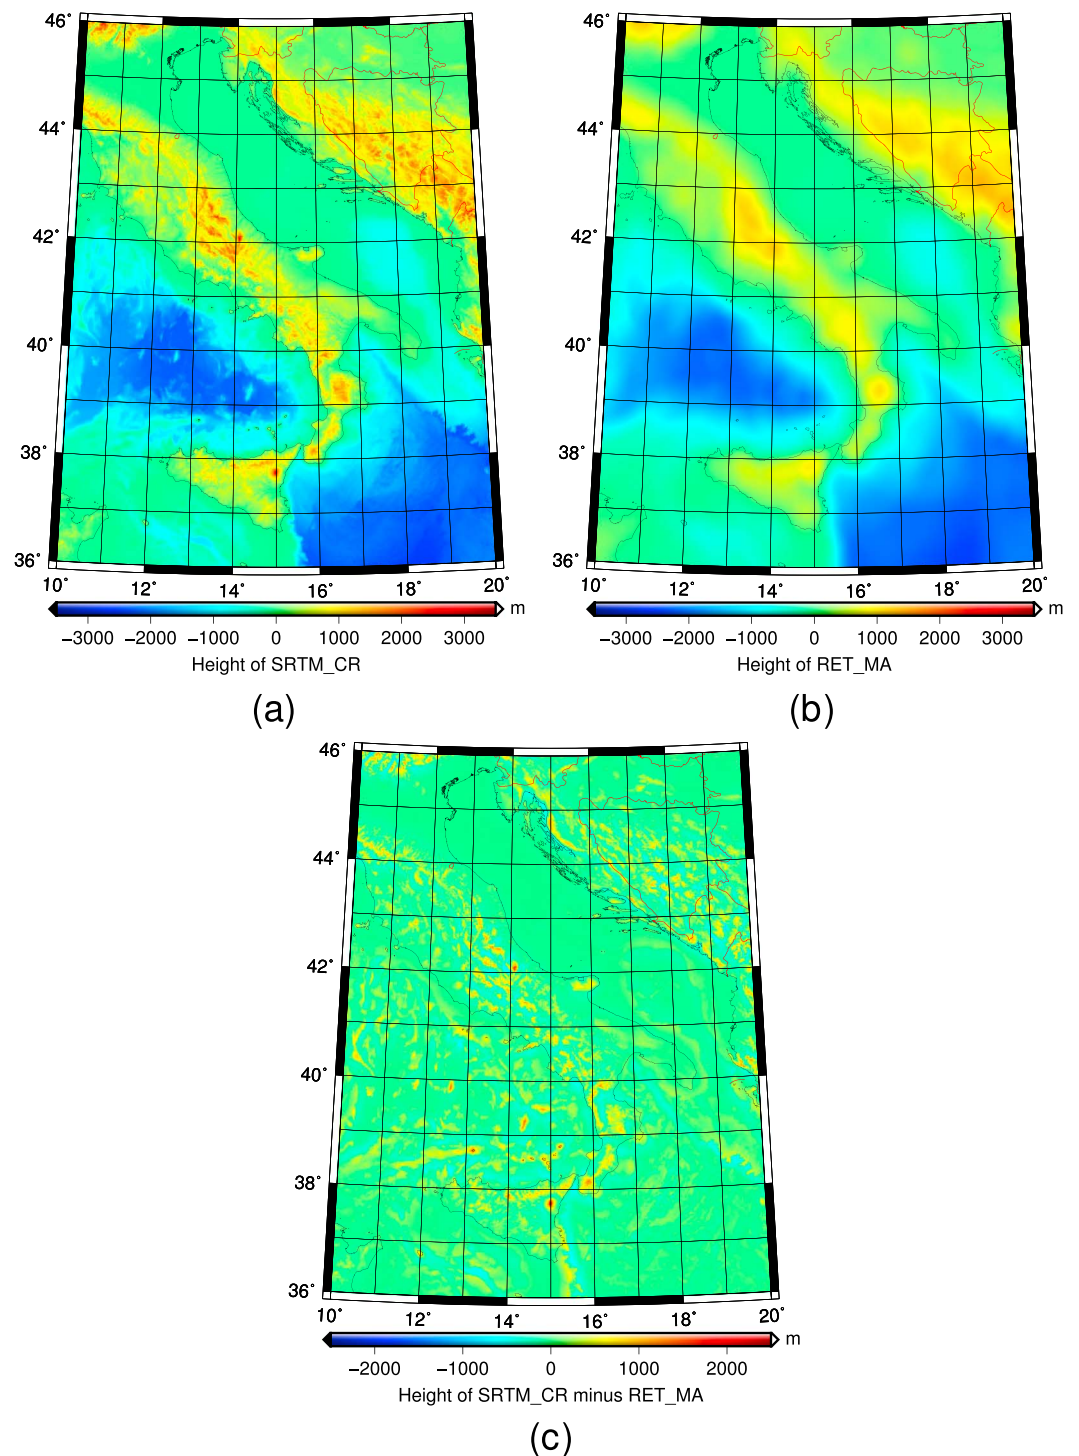 46°
46°
44°
44°
42°
42°
40°
40°
38°
38°
36°
36°
10° 12° 14° 16° 18° 20°
10° 12° 14° 16° 18° 20°
m
m
−3000 −2000 −1000 0 1000 2000 3000
−3000 −2000 −1000 0 1000 2000 3000
Height of SRTM_CR
Height of RET_MA
(a)
(b)
46°
44°
42°
40°
38°
36°
10° 12° 14° 16° 18° 20°
m
−2000 −1000 0 1000 2000
Height of SRTM_CR minus RET_MA
(c)